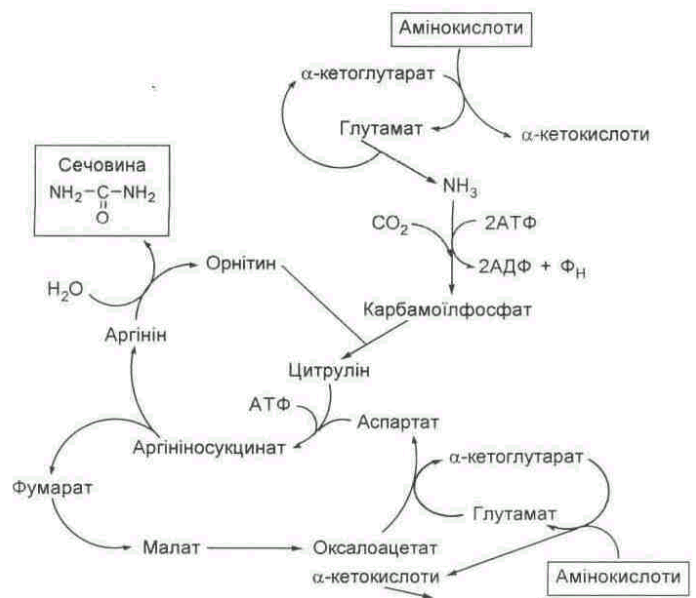 Амінокислоти
α-кетоглутарат
Глутамат
α-кетокислоти
Сечовина
NH₂–C–NH₂
O
NH₃
CO₂
2АТФ
2АДФ + Фн
Орнітин
H₂O
Карбамоїлфосфат
Аргінін
Цитрулін
АТФ
Аспартат
Аргініносукцинат
α-кетоглутарат
Фумарат
Глутамат
Малат
Оксалоацетат
α-кетокислоти
Амінокислоти